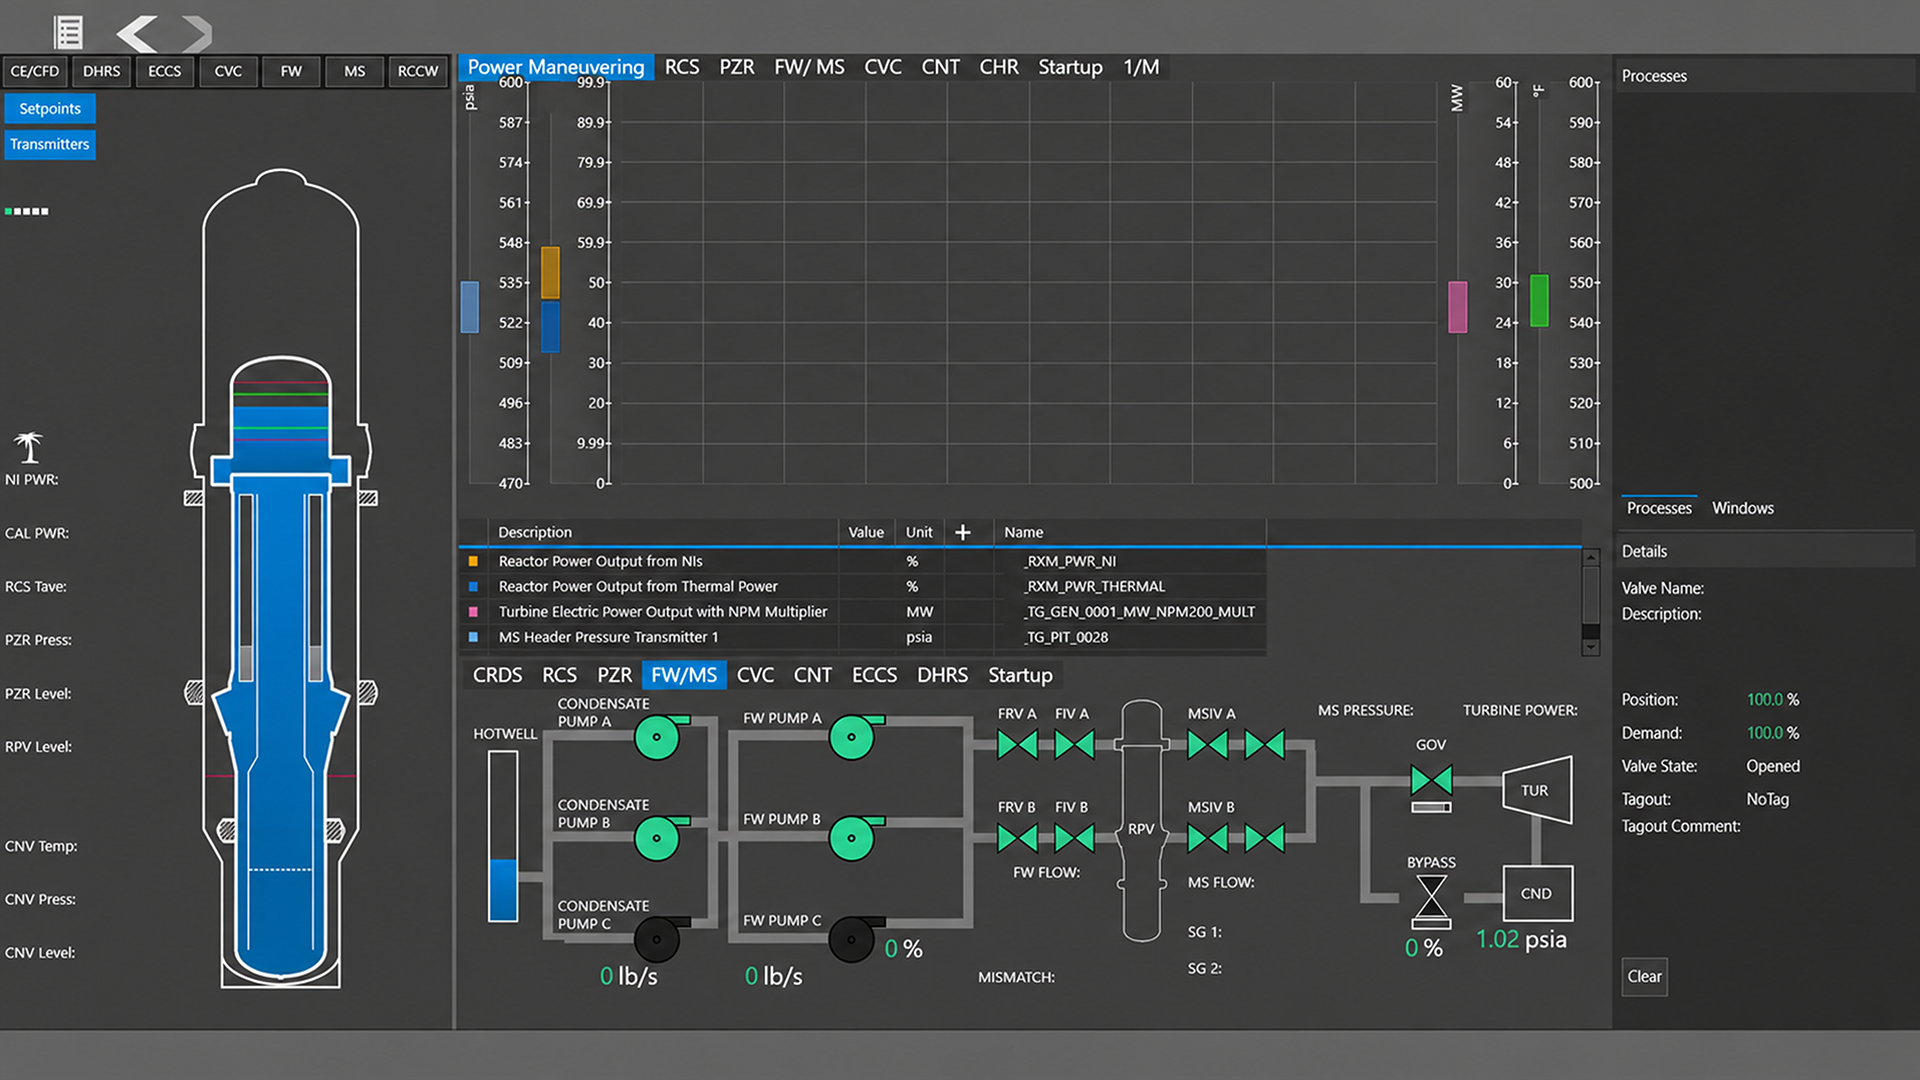 CE/CFD DHRS ECCS CVC FW MS RCCW
Setpoints
Transmitters
NI PWR:
CAL PWR:
RCS Tave:
PZR Press:
PZR Level:
RPV Level:
CNV Temp:
CNV Press:
CNV Level:
Power Maneuvering RCS PZR FW/ MS CVC CNT CHR Startup 1/M
psia
600
587
574
561
548
535
522
509
496
483
470
99.9
89.9
79.9
69.9
59.9
50
40
30
20
9.99
0
MW
60
54
48
42
36
30
24
18
12
6
0
°F
600
590
580
570
560
550
540
530
520
510
500
Description Value Unit + Name
Reactor Power Output from NIs % _RXM_PWR_NI
Reactor Power Output from Thermal Power % _RXM_PWR_THERMAL
Turbine Electric Power Output with NPM Multiplier MW _TG_GEN_0001_MW_NPM200_MULT
MS Header Pressure Transmitter 1 psia _TG_PIT_0028
CRDS RCS PZR FW/MS CVC CNT ECCS DHRS Startup
HOTWELL
CONDENSATE
PUMP A
CONDENSATE
PUMP B
CONDENSATE
PUMP C
0 lb/s
FW PUMP A
FW PUMP B
FW PUMP C
0 %
0 lb/s
FRV A FIV A
FRV B FIV B
FW FLOW:
MISMATCH:
RPV
MSIV A
MSIV B
MS FLOW:
SG 1:
SG 2:
MS PRESSURE: TURBINE POWER:
GOV
TUR
BYPASS
CND
0 %
1.02 psia
Processes
Processes Windows
Details
Valve Name:
Description:
Position: 100.0 %
Demand: 100.0 %
Valve State: Opened
Tagout: NoTag
Tagout Comment:
Clear